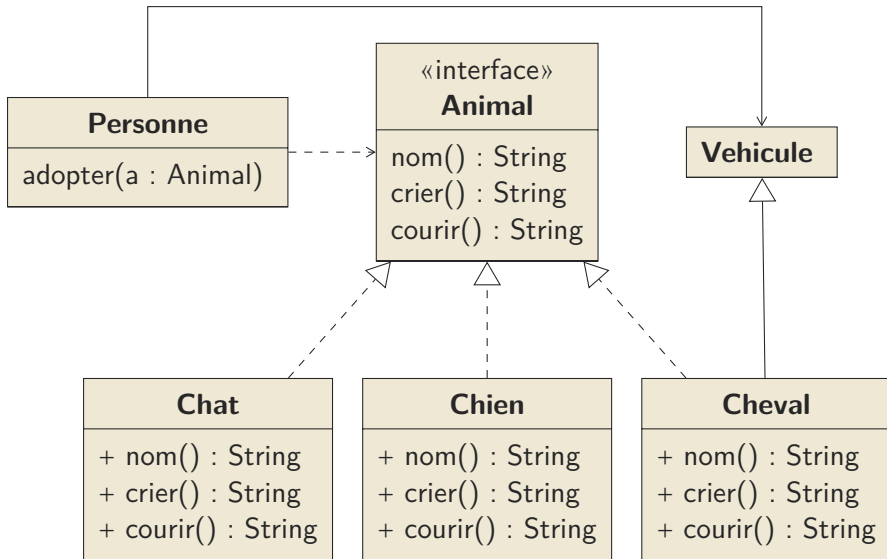 «interface»
Animal
nom() : String
crier() : String
courir() : String
Personne
adopter(a : Animal)
Vehicule
Chat
+ nom() : String
+ crier() : String
+ courir() : String
Chien
+ nom() : String
+ crier() : String
+ courir() : String
Cheval
+ nom() : String
+ crier() : String
+ courir() : String